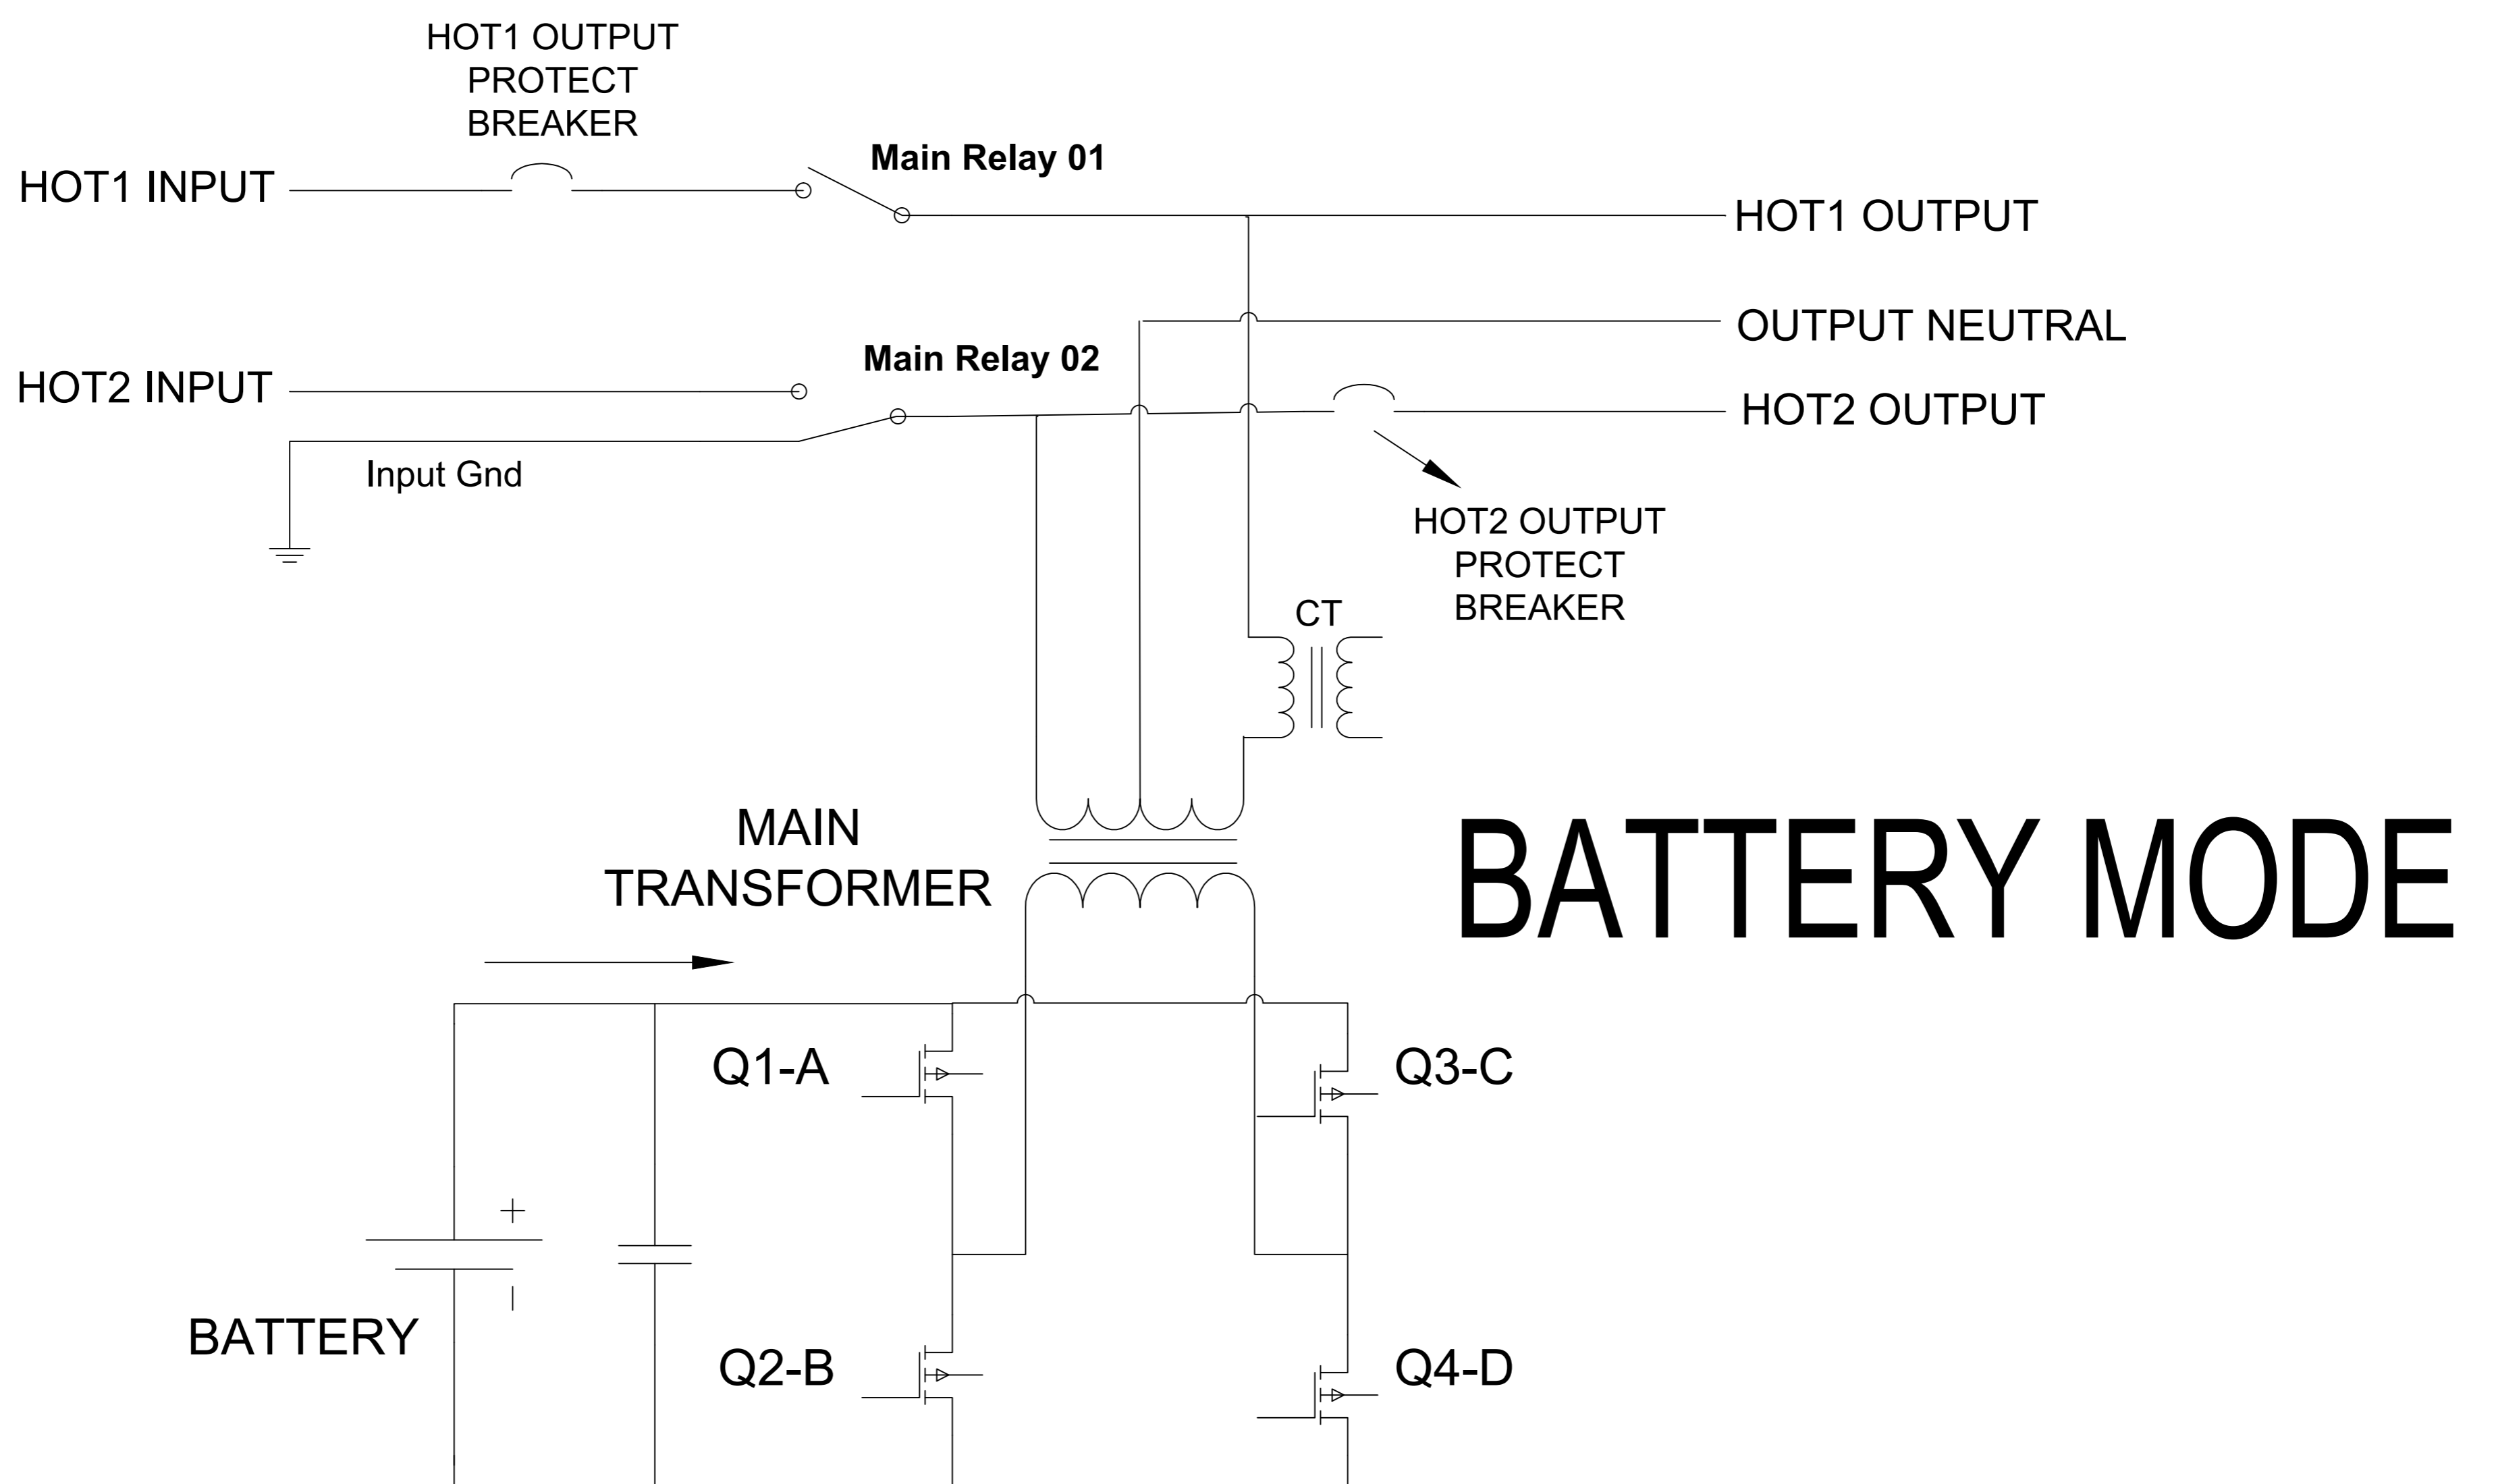 HOT1 OUTPUT
PROTECT
BREAKER
Main Relay 01
HOT1 INPUT
HOT1 OUTPUT
OUTPUT NEUTRAL
Main Relay 02
HOT2 INPUT
HOT2 OUTPUT
Input Gnd
HOT2 OUTPUT
PROTECT
BREAKER
CT
MAIN
TRANSFORMER
BATTERY MODE
Q1-A
Q3-C
BATTERY
Q2-B
Q4-D